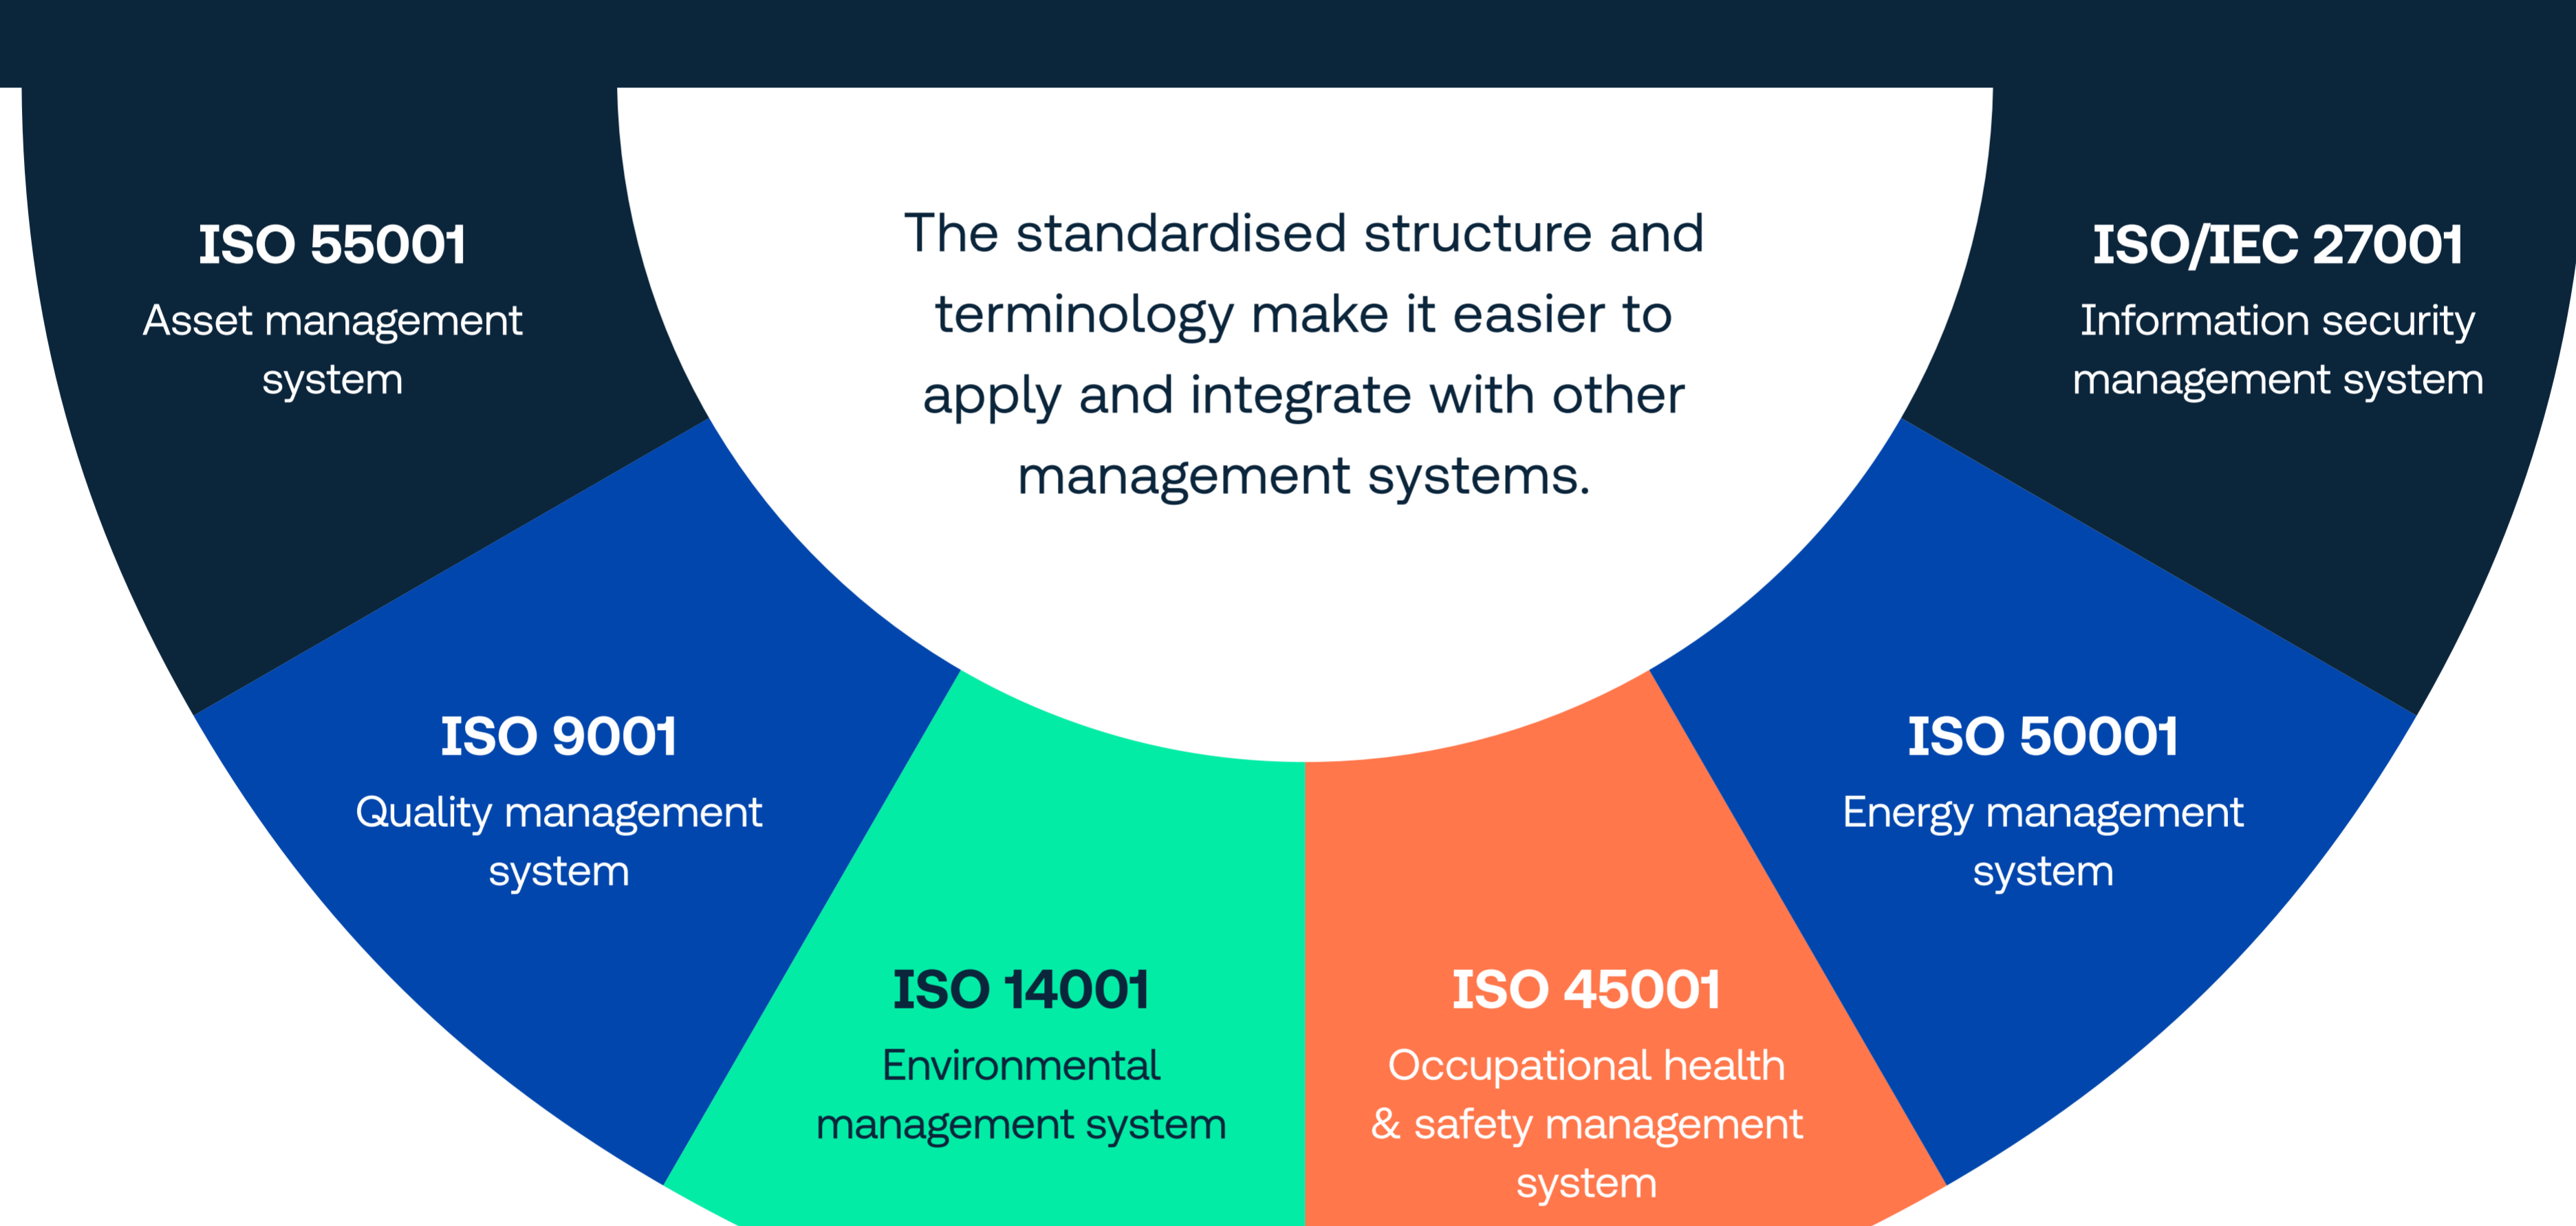 The standardised structure and
terminology make it easier to
apply and integrate with other
management systems.
ISO 55001
Asset management
system
ISO 9001
Quality management
system
ISO 14001
Environmental
management system
ISO 45001
Occupational health
& safety management
system
ISO 50001
Energy management
system
ISO/IEC 27001
Information security
management system